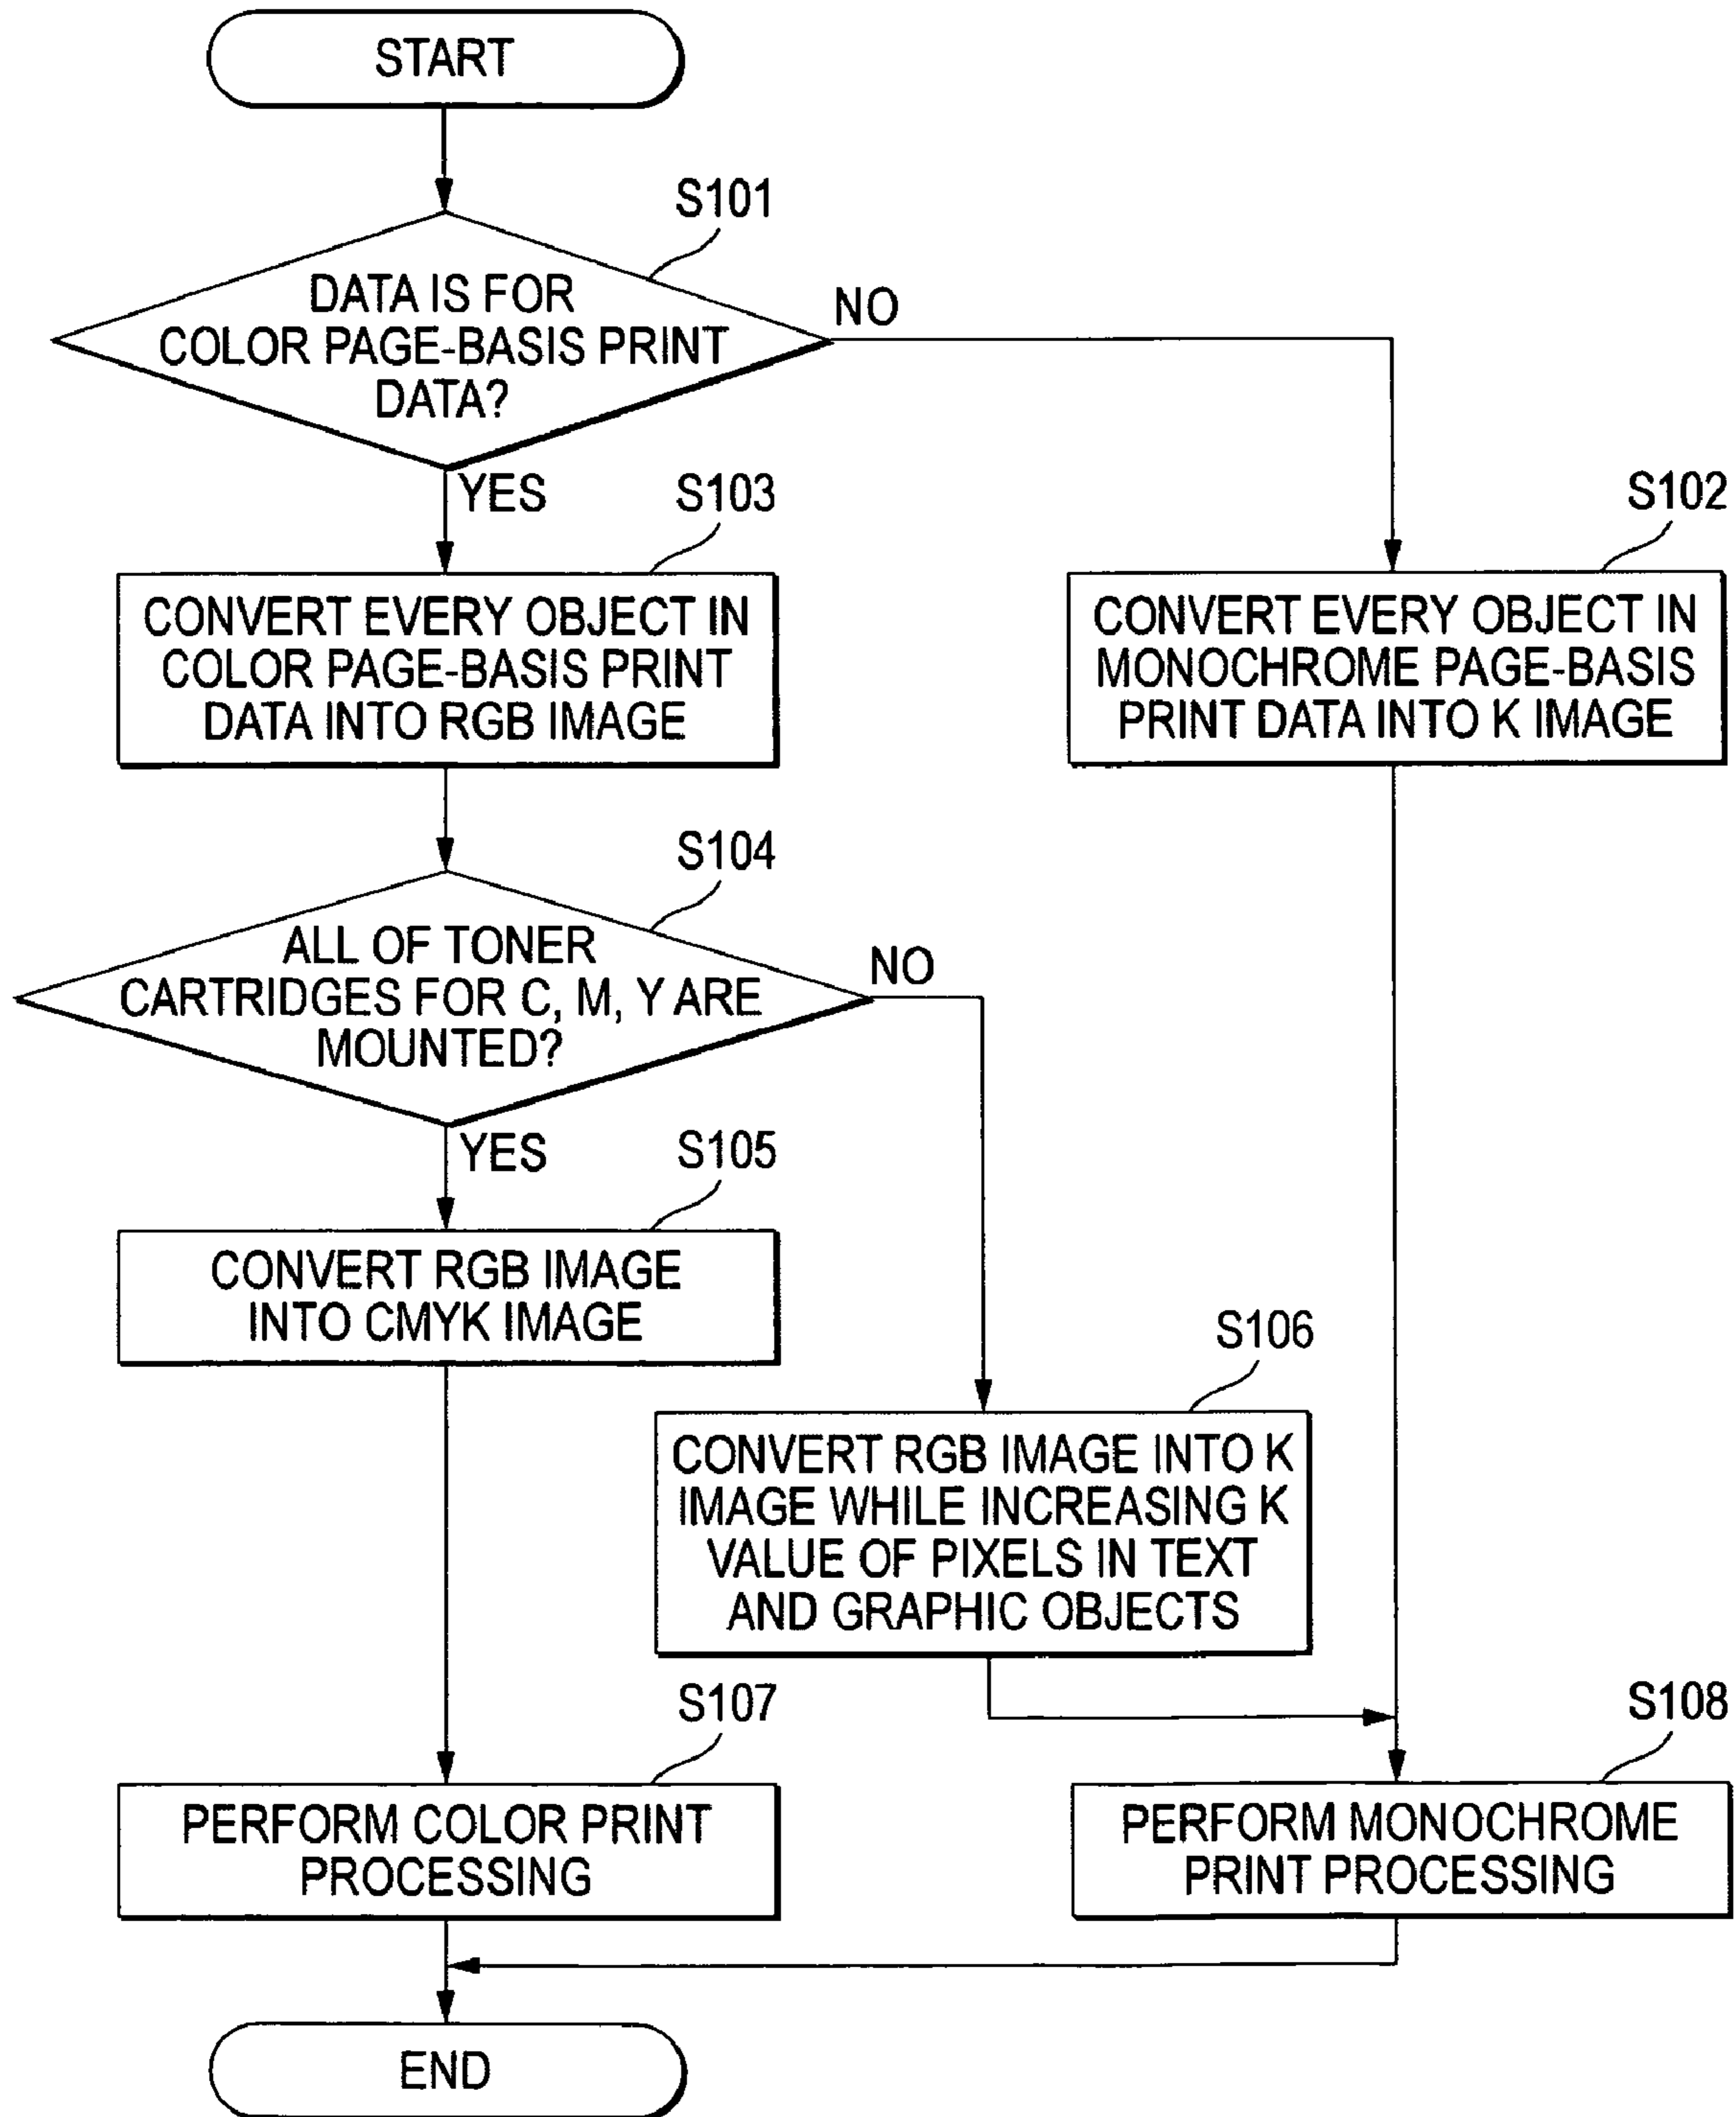 START
S101
DATA IS FOR
COLOR PAGE-BASIS PRINT
DATA?
NO
YES
S103
S102
CONVERT EVERY OBJECT IN
COLOR PAGE-BASIS PRINT
DATA INTO RGB IMAGE
CONVERT EVERY OBJECT IN
MONOCHROME PAGE-BASIS
PRINT DATA INTO K IMAGE
S104
ALL OF TONER
CARTRIDGES FOR C, M, Y ARE
MOUNTED?
NO
YES
S105
CONVERT RGB IMAGE
INTO CMYK IMAGE
S106
CONVERT RGB IMAGE INTO K
IMAGE WHILE INCREASING K
VALUE OF PIXELS IN TEXT
AND GRAPHIC OBJECTS
S107
S108
PERFORM COLOR PRINT
PROCESSING
PERFORM MONOCHROME
PRINT PROCESSING
END